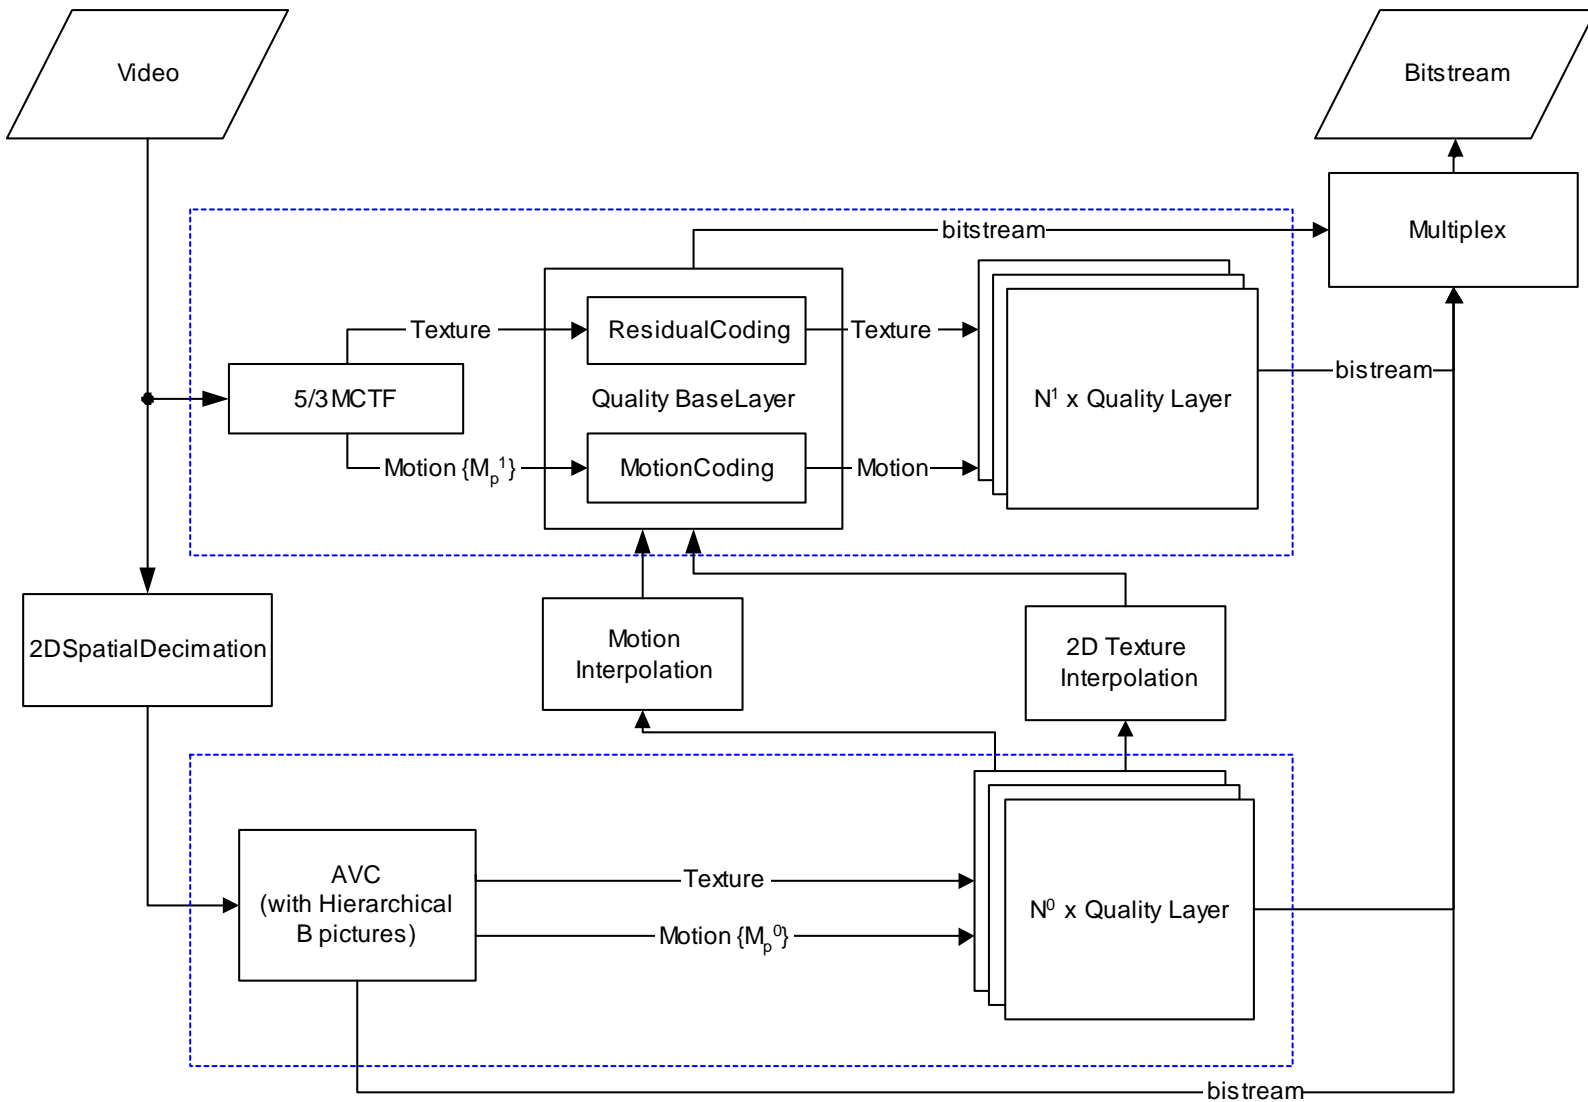 Video
Bitstream
Multiplex
bitstream
Texture
ResidualCoding
Texture
5/3MCTF
Quality BaseLayer
N¹ x Quality Layer
bistream
Motion {Mₚ¹}
MotionCoding
Motion
2DSpatialDecimation
Motion
Interpolation
2D Texture
Interpolation
AVC
(with Hierarchical
B pictures)
Texture
Motion {Mₚ⁰}
N⁰ x Quality Layer
bistream